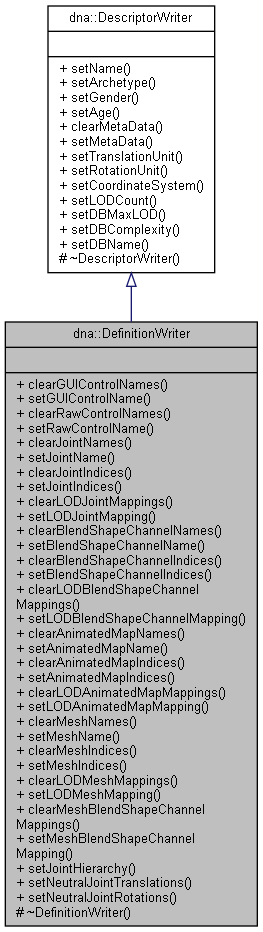 dna::DescriptorWriter
+ setName()
+ setArchetype()
+ setGender()
+ setAge()
+ clearMetaData()
+ setMetaData()
+ setTranslationUnit()
+ setRotationUnit()
+ setCoordinateSystem()
+ setLODCount()
+ setDBMaxLOD()
+ setDBComplexity()
+ setDBName()
# ~DescriptorWriter()
dna::DefinitionWriter
+ clearGUIControlNames()
+ setGUIControlName()
+ clearRawControlNames()
+ setRawControlName()
+ clearJointNames()
+ setJointName()
+ clearJointIndices()
+ setJointIndices()
+ clearLODJointMappings()
+ setLODJointMapping()
+ clearBlendShapeChannelNames()
+ setBlendShapeChannelName()
+ clearBlendShapeChannelIndices()
+ setBlendShapeChannelIndices()
+ clearLODBlendShapeChannel
Mappings()
+ setLODBlendShapeChannelMapping()
+ clearAnimatedMapNames()
+ setAnimatedMapName()
+ clearAnimatedMapIndices()
+ setAnimatedMapIndices()
+ clearLODAnimatedMapMappings()
+ setLODAnimatedMapMapping()
+ clearMeshNames()
+ setMeshName()
+ clearMeshIndices()
+ setMeshIndices()
+ clearLODMeshMappings()
+ setLODMeshMapping()
+ clearMeshBlendShapeChannel
Mappings()
+ setMeshBlendShapeChannel
Mapping()
+ setJointHierarchy()
+ setNeutralJointTranslations()
+ setNeutralJointRotations()
# ~DefinitionWriter()